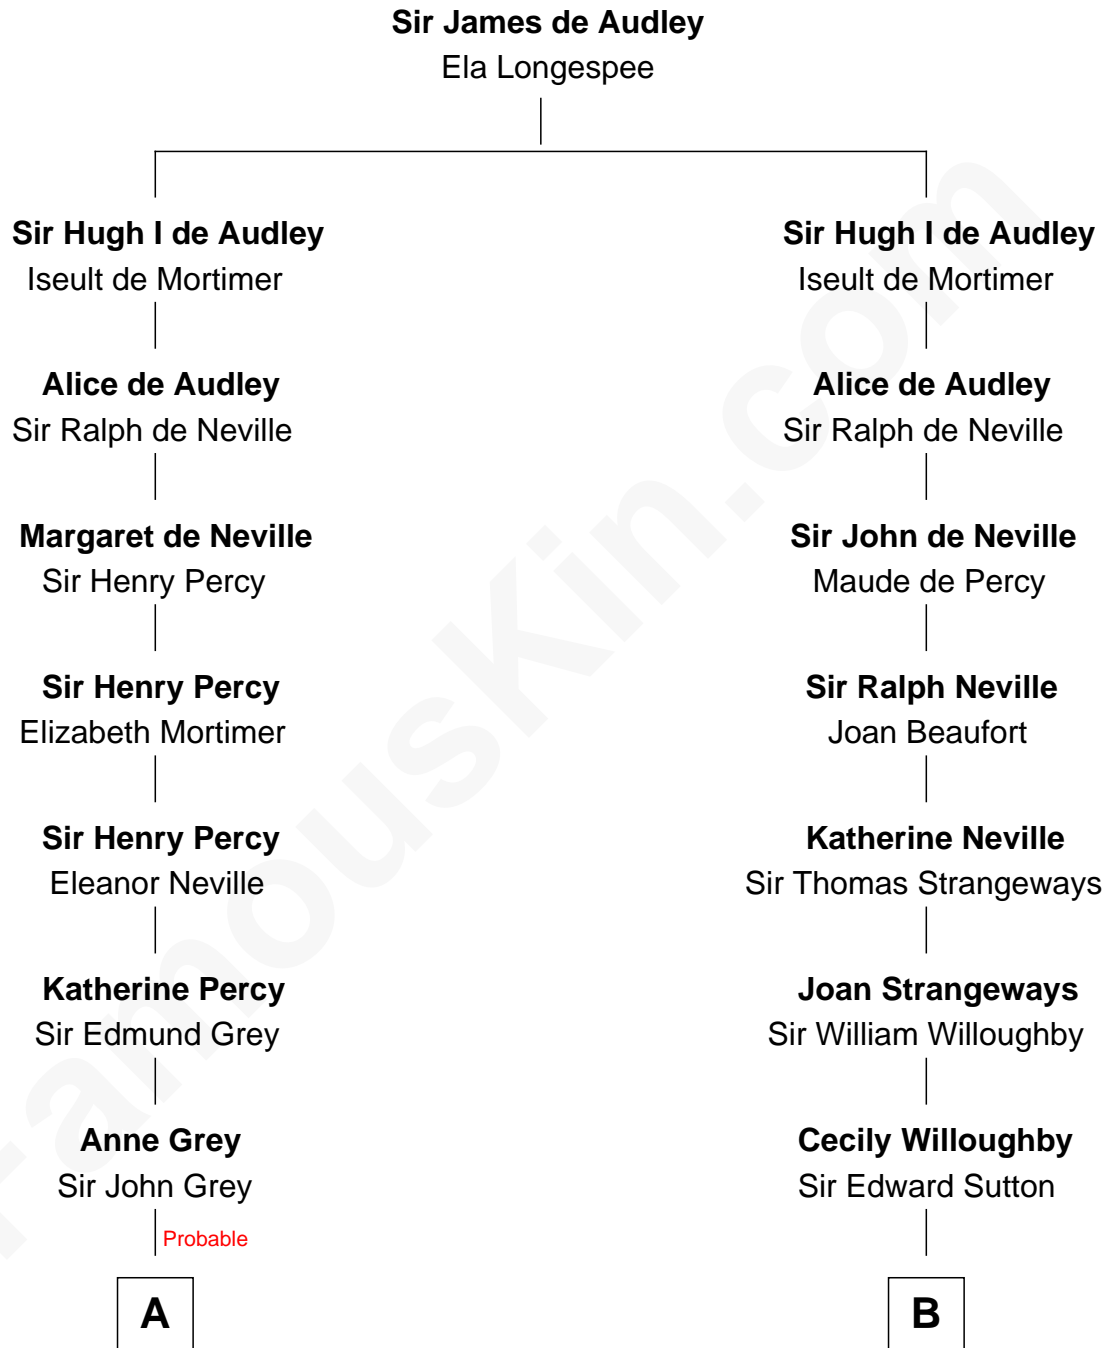 Sir James de Audley
Ela Longespee
Sir Hugh I de Audley
Iseult de Mortimer
Sir Hugh I de Audley
Iseult de Mortimer
Alice de Audley
Sir Ralph de Neville
Alice de Audley
Sir Ralph de Neville
Margaret de Neville
Sir Henry Percy
Sir John de Neville
Maude de Percy
Sir Henry Percy
Elizabeth Mortimer
Sir Ralph Neville
Joan Beaufort
Sir Henry Percy
Eleanor Neville
Katherine Neville
Sir Thomas Strangeways
Katherine Percy
Sir Edmund Grey
Joan Strangeways
Sir William Willoughby
Anne Grey
Sir John Grey
Cecily Willoughby
Sir Edward Sutton
Probable
A
B
FamousKin.com